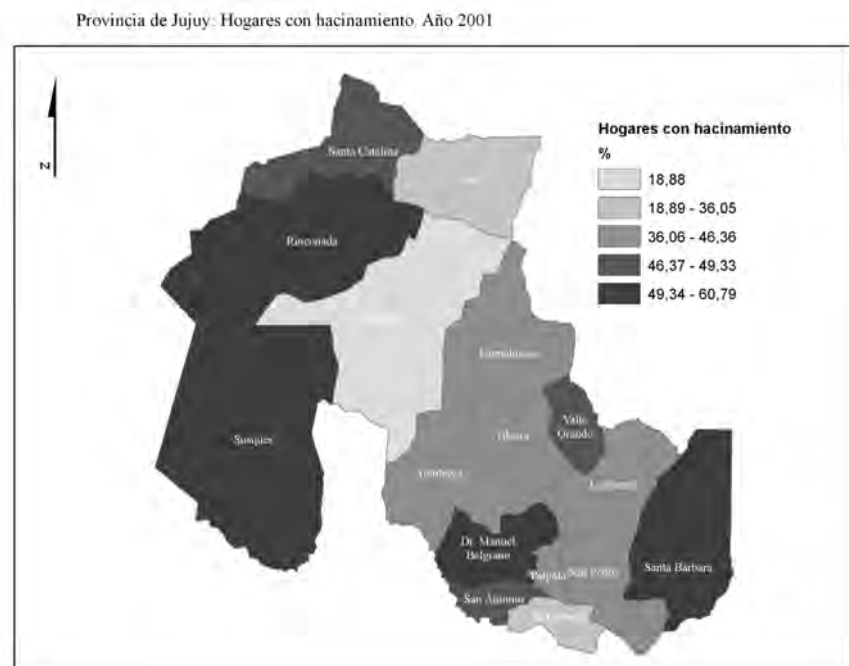 Provincia de Jujuy: Hogares con hacinamiento. Año 2001
Hogares con hacinamiento
%
18,88
18,89 - 36,05
36,06 - 46,36
46,37 - 49,33
49,34 - 60,79
N
Santa Catalina
Rinconada
Susques
Humahuaca
Valle
Grande
Tilcara
Tumbaya
Ledesma
Dr. Manuel
Belgrano
Palpalá
San Pedro
Santa Bárbara
San Antonio